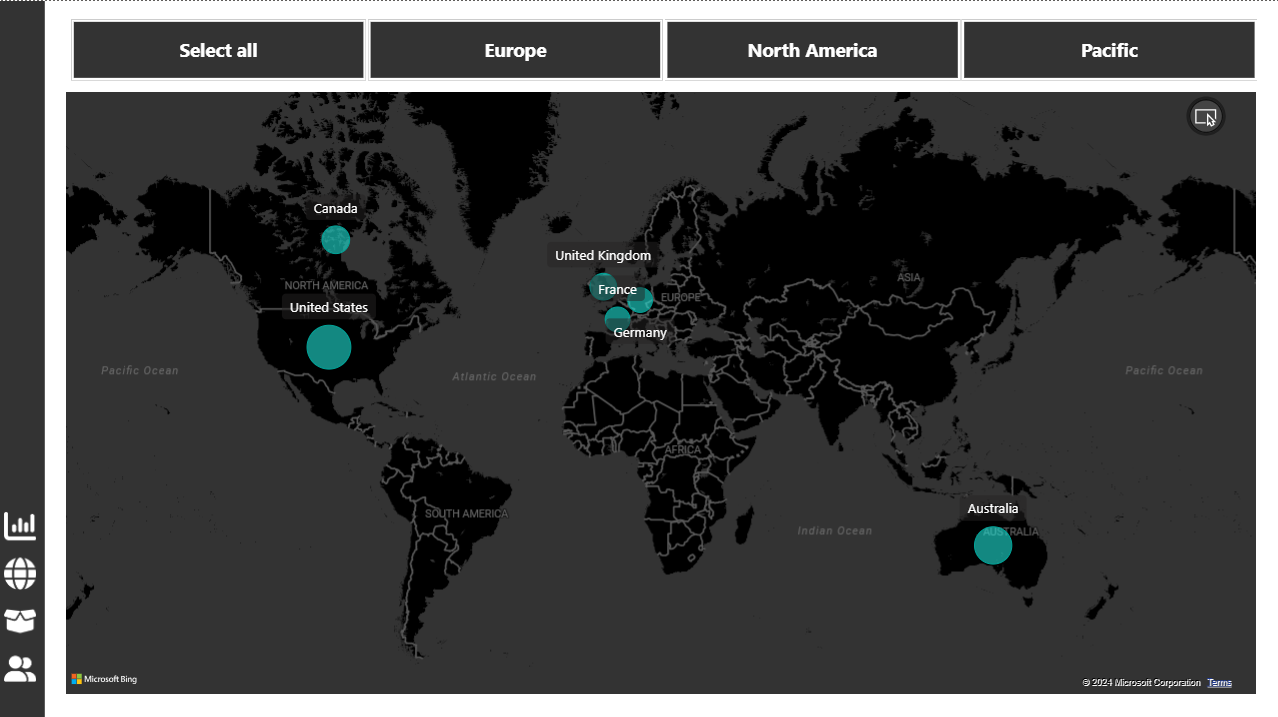 Select all
Europe
North America
Pacific
Canada
United Kingdom
ASIA
NORTH AMERICA
France
EUROPE
United States
Germany
Pacific Ocean
Atlantic Ocean
Pacific Ocean
AFRICA
SOUTH AMERICA
Australia
Indian Ocean
AUSTRALIA
Microsoft Bing
© 2024 Microsoft Corporation Terms